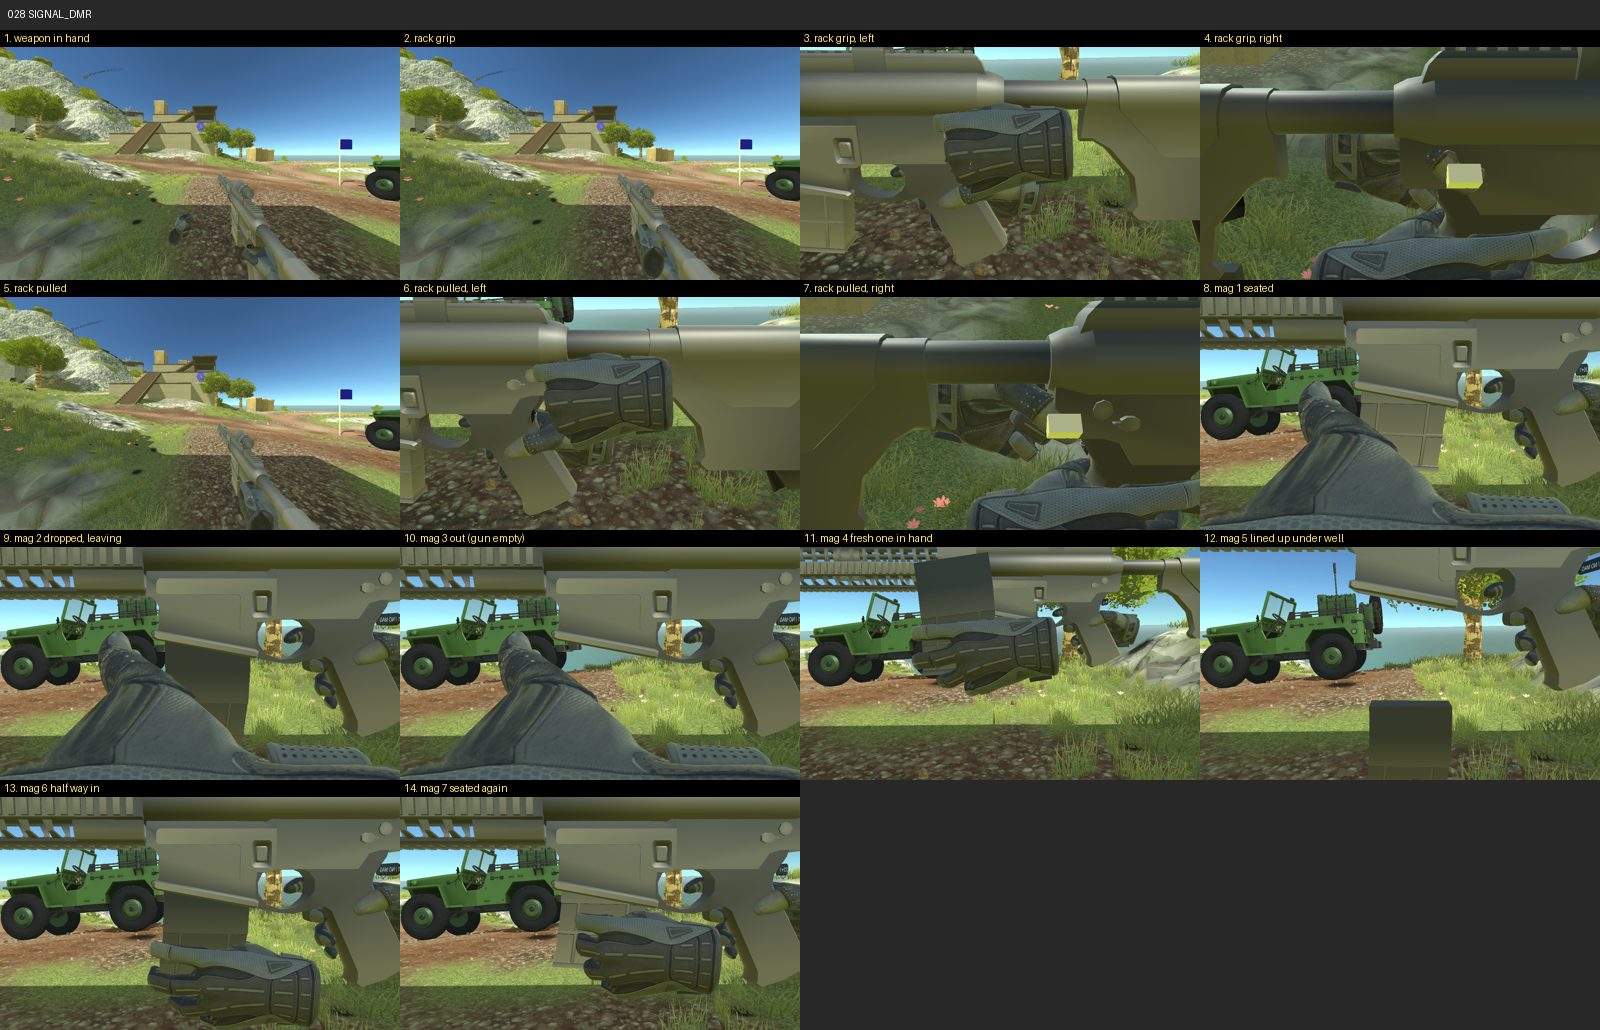 028 SIGNAL_DMR
1. weapon in hand
2. rack grip
3. rack grip, left
4. rack grip, right
5. rack pulled
6. rack pulled, left
7. rack pulled, right
8. mag 1 seated
9. mag 2 dropped, leaving
10. mag 3 out (gun empty)
11. mag 4 fresh one in hand
12. mag 5 lined up under well
13. mag 6 half way in
14. mag 7 seated again